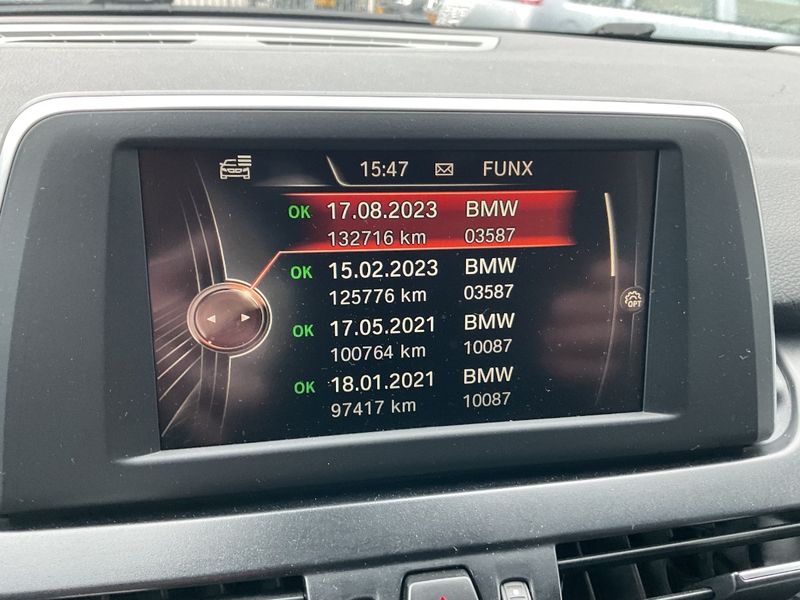 15:47 FUNX
OK 17.08.2023 BMW
132716 km 03587
OK 15.02.2023 BMW
125776 km 03587
OK 17.05.2021 BMW
100764 km 10087
OK 18.01.2021 BMW
97417 km 10087
OPT